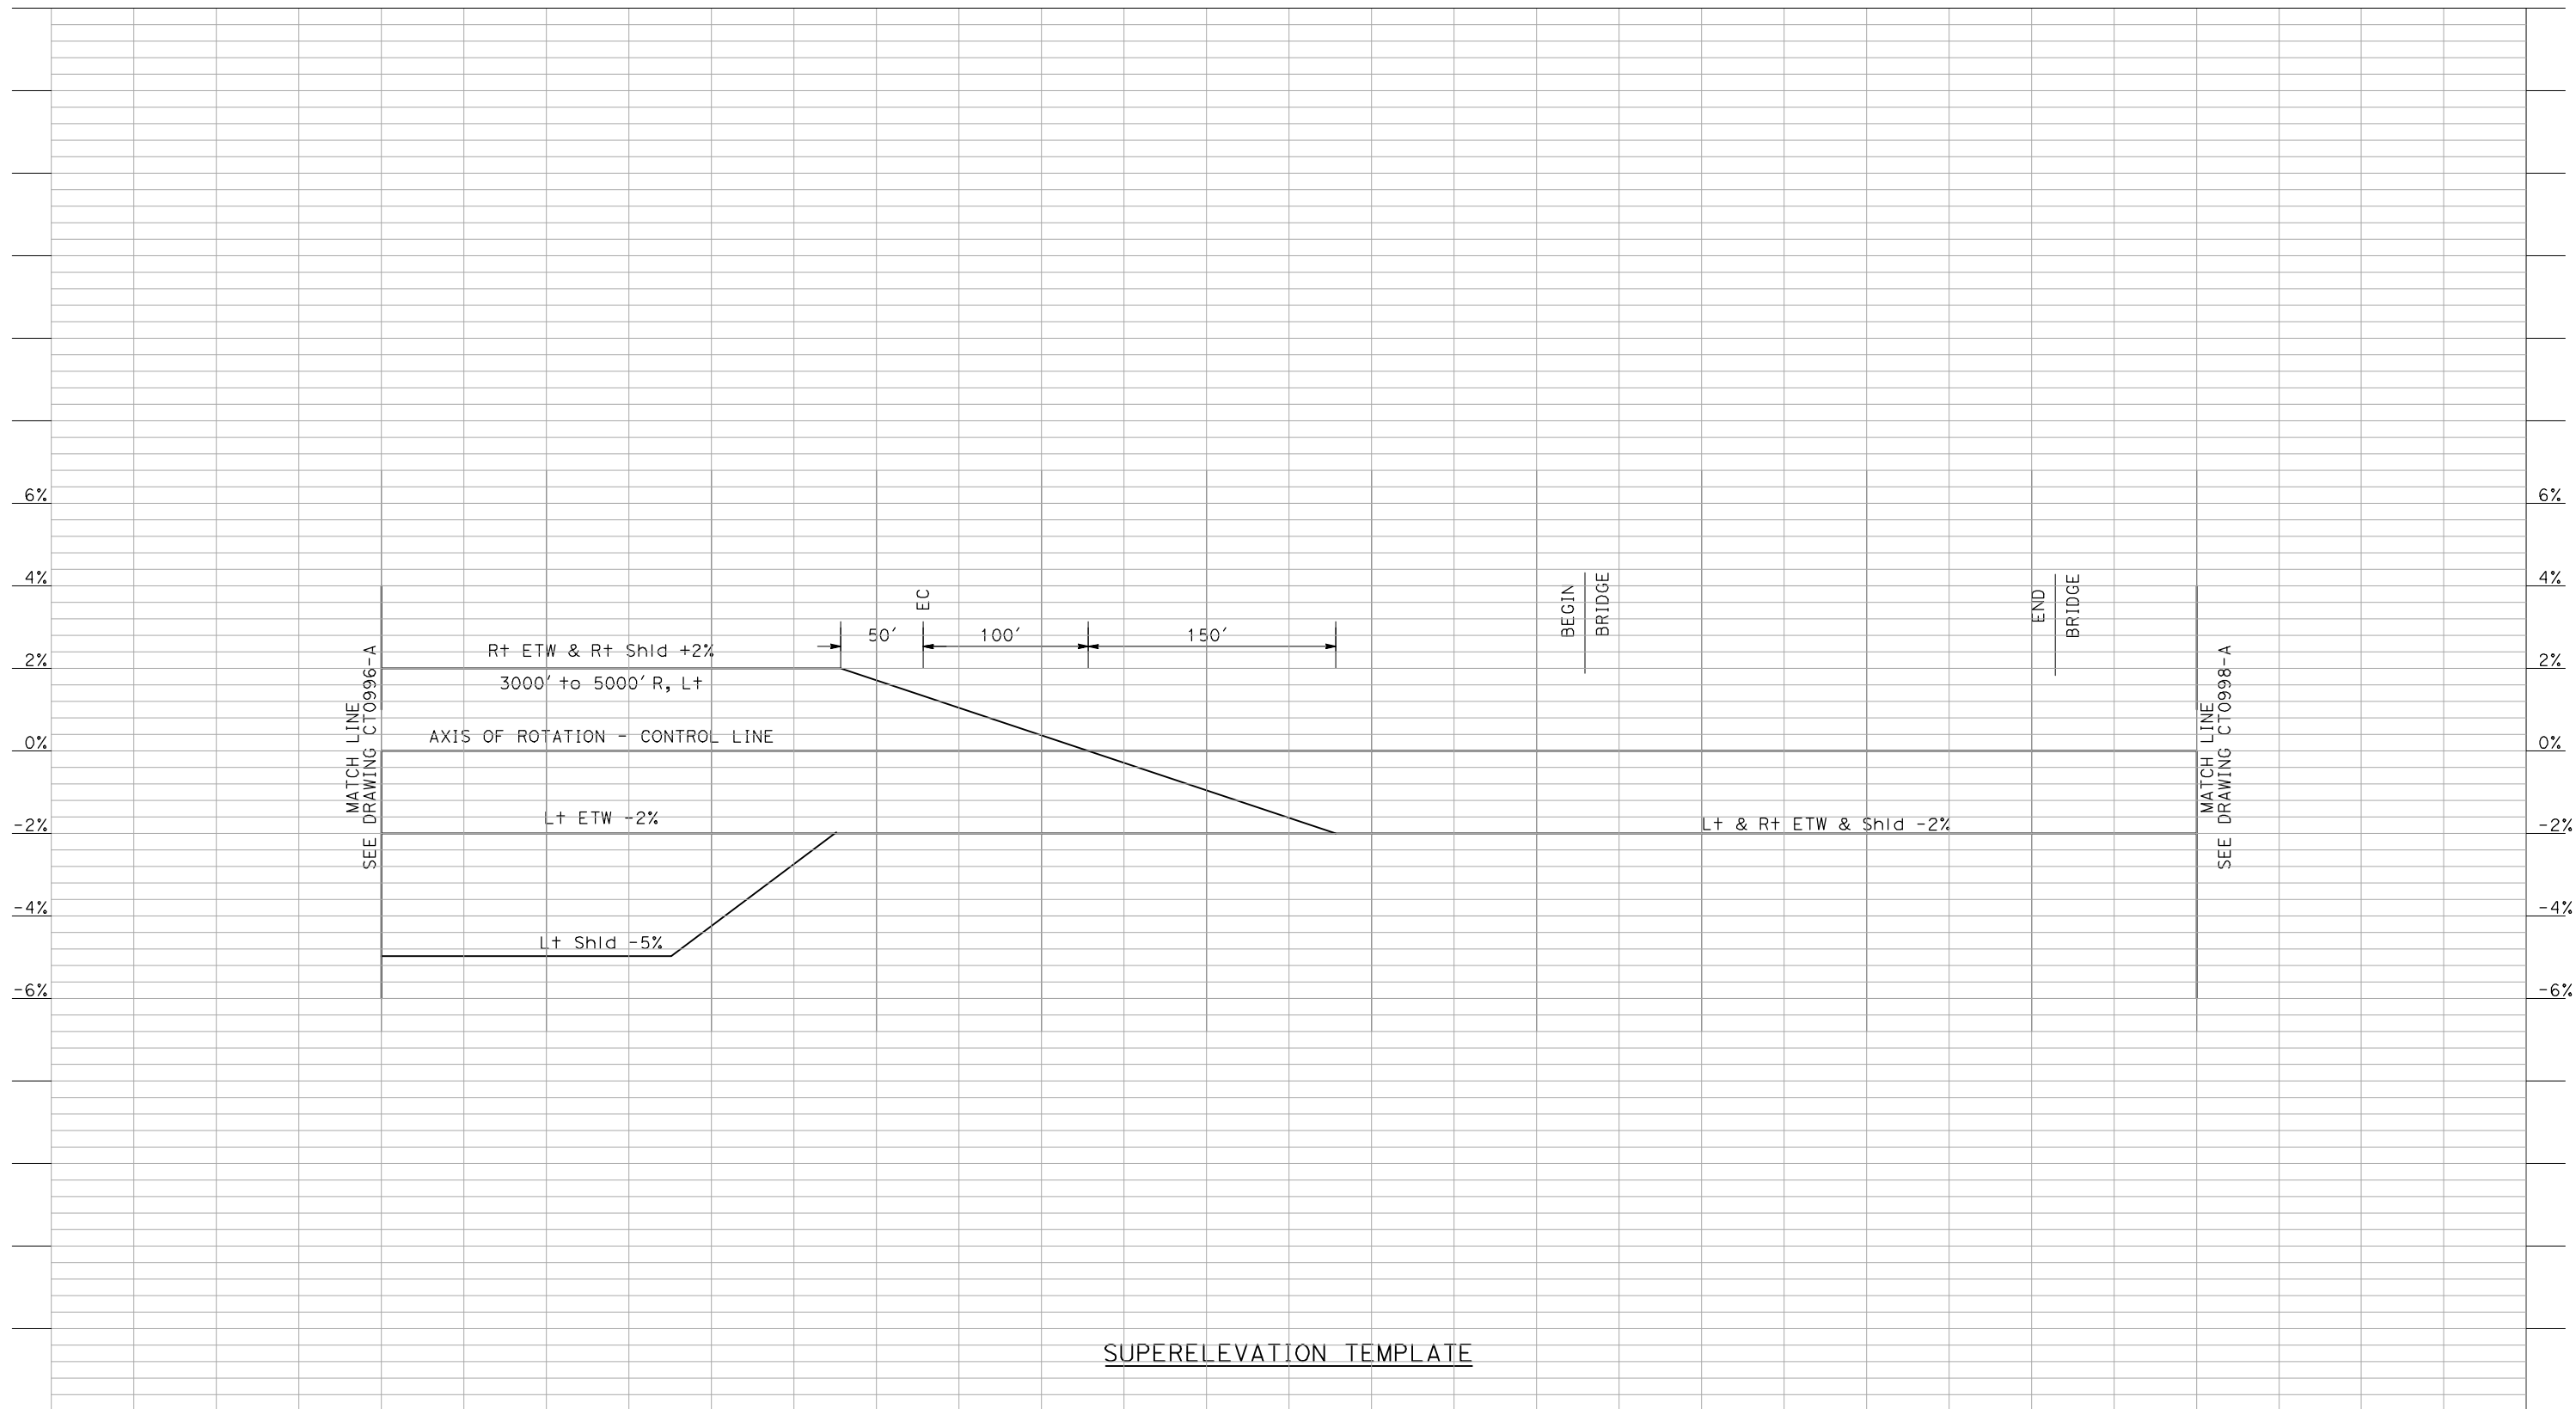 6%
4%
2%
0%
-2%
-4%
-6%
MATCH LINE
SEE DRAWING CT0996-A
Rt ETW & Rt Shld +2%
3000' to 5000' R, Lt
AXIS OF ROTATION - CONTROL LINE
Lt ETW -2%
Lt Shld -5%
50'
EC
100'
150'
BEGIN
BRIDGE
END
BRIDGE
Lt & Rt ETW & Shld -2%
MATCH LINE
SEE DRAWING CT0998-A
6%
4%
2%
0%
-2%
-4%
-6%
SUPERELEVATION TEMPLATE